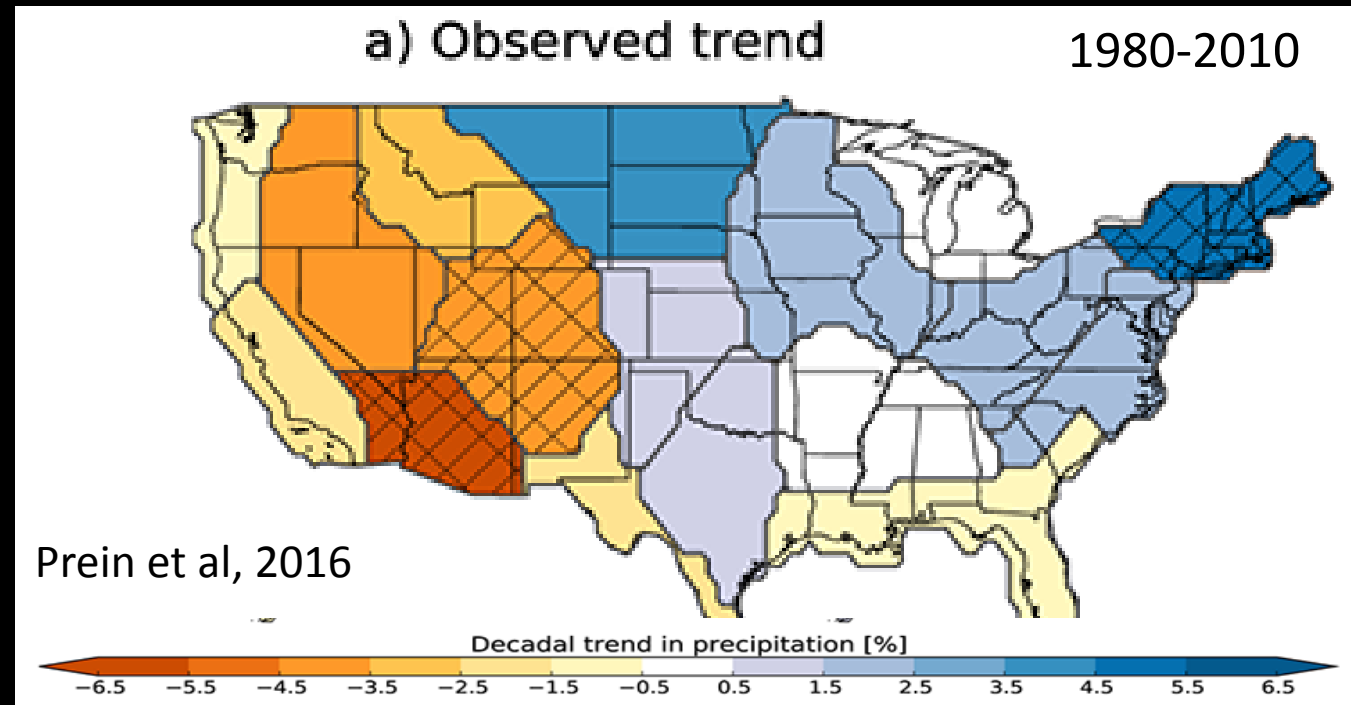 a) Observed trend
1980-2010
Prein et al, 2016
Decadal trend in precipitation [%]
−6.5 −5.5 −4.5 −3.5 −2.5 −1.5 −0.5 0.5 1.5 2.5 3.5 4.5 5.5 6.5